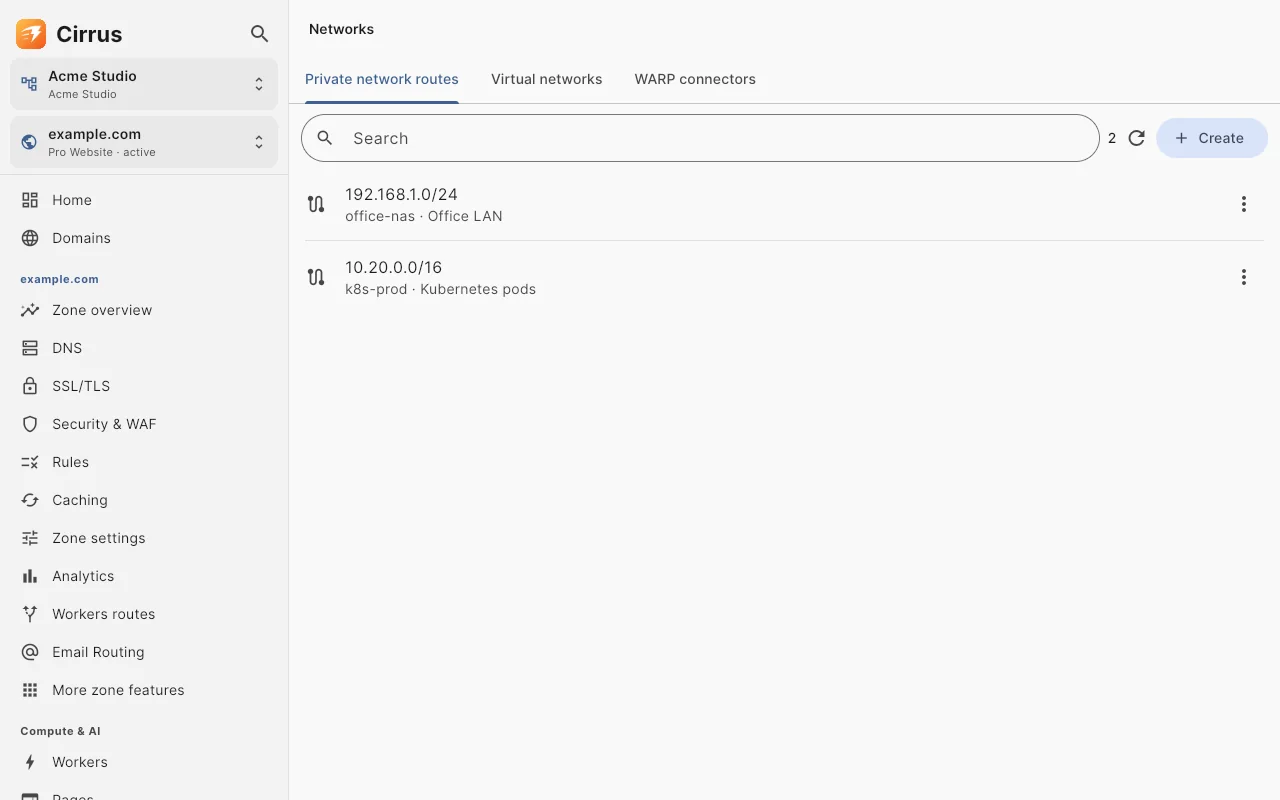 Cirrus
Acme Studio
Acme Studio
example.com
Pro Website · active
Home
Domains
example.com
Zone overview
DNS
SSL/TLS
Security & WAF
Rules
Caching
Zone settings
Analytics
Workers routes
Email Routing
More zone features
Compute & AI
Workers
Pages
Networks
Private network routes
Virtual networks
WARP connectors
Search
2
Create
192.168.1.0/24
office-nas · Office LAN
10.20.0.0/16
k8s-prod · Kubernetes pods